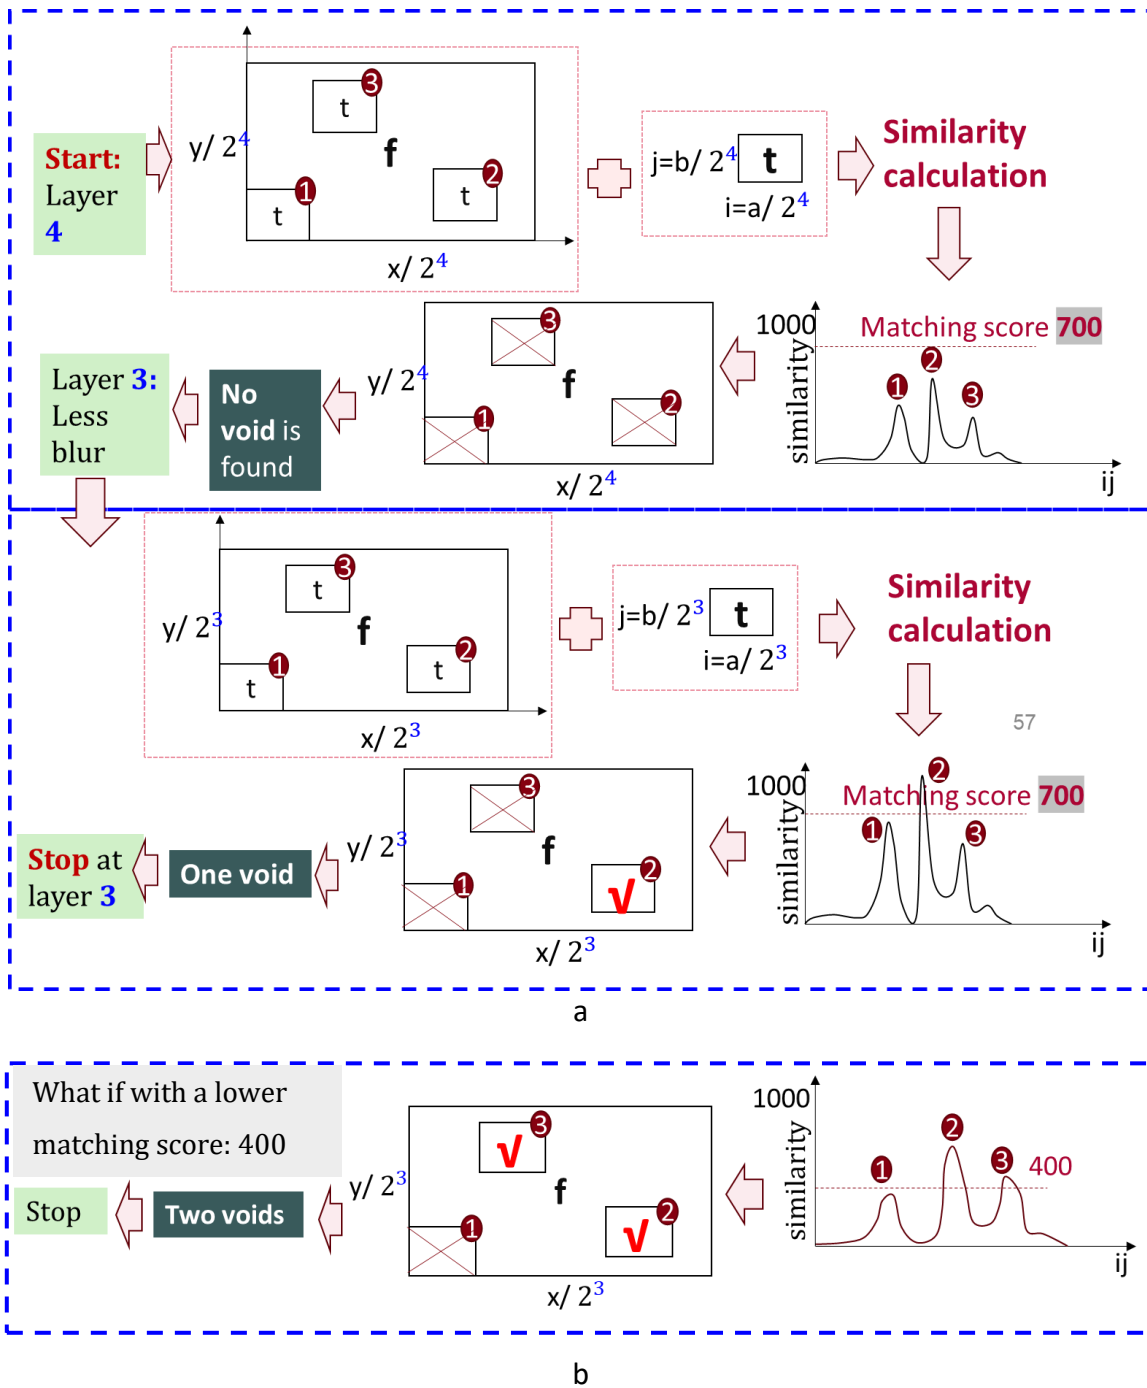 Start:
Layer
4
y/ 2⁴
3
t
f
2
t
1
t
x/ 2⁴
j=b/ 2⁴
t
i=a/ 2⁴
Similarity
calculation
1000
Matching score 700
similarity
1
2
3
ij
y/ 2⁴
3
f
2
1
x/ 2⁴
No
void is
found
Layer 3:
Less
blur
y/ 2³
3
t
f
2
t
1
t
x/ 2³
j=b/ 2³
t
i=a/ 2³
Similarity
calculation
57
1000
Matching score 700
similarity
1
2
3
ij
y/ 2³
3
f
2
√
1
x/ 2³
One void
Stop at
layer 3
a
What if with a lower
matching score: 400
1000
similarity
1
2
3
400
ij
y/ 2³
3
√
f
2
√
1
x/ 2³
Two voids
Stop
b